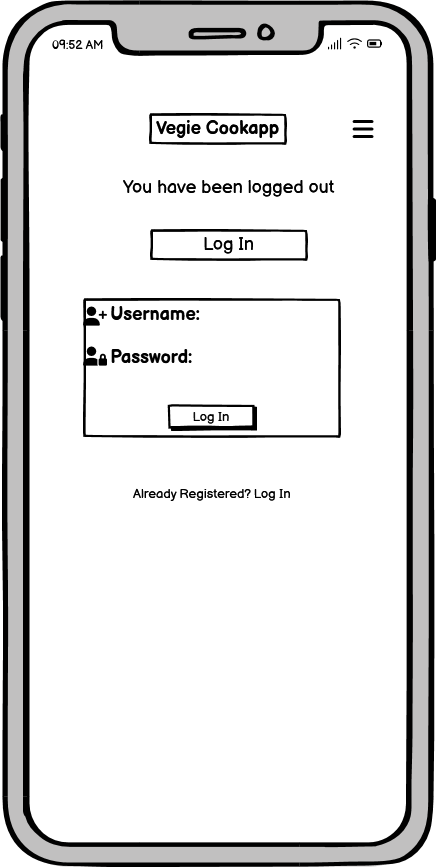 09:52 AM
Vegie Cookapp
You have been logged out
Log In
Username:
Password:
Log In
Already Registered? Log In